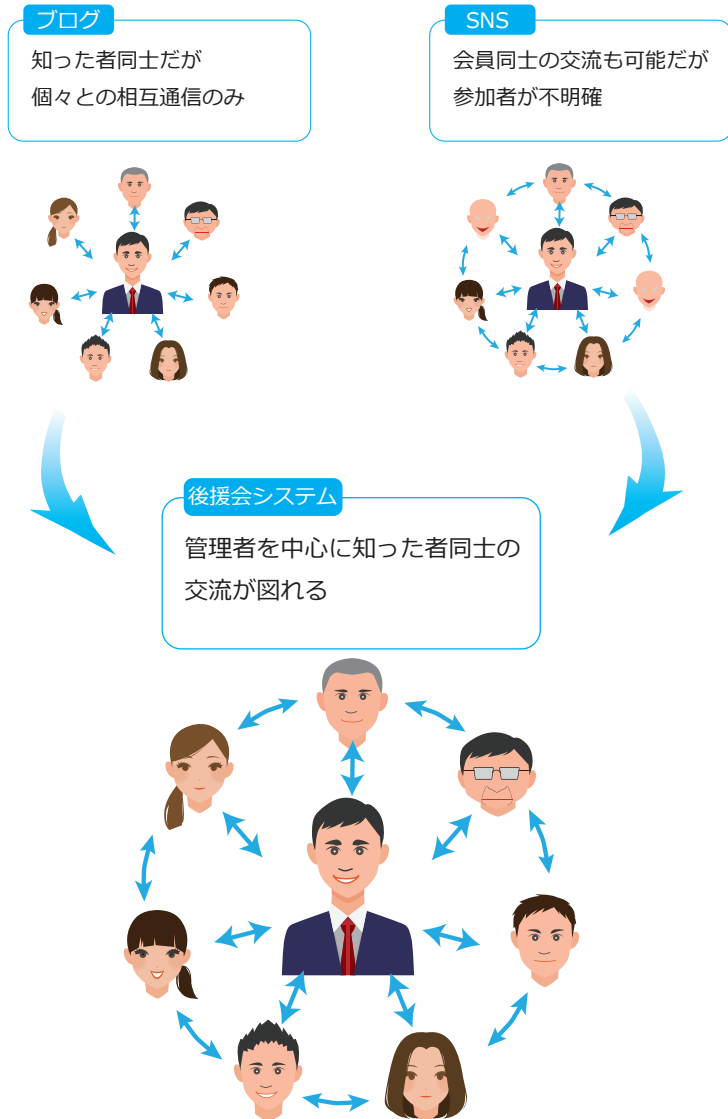 ブログ
知った者同士だが
個々との相互通信のみ
SNS
会員同士の交流も可能だが
参加者が不明確
後援会システム
管理者を中心に知った者同士の
交流が図れる